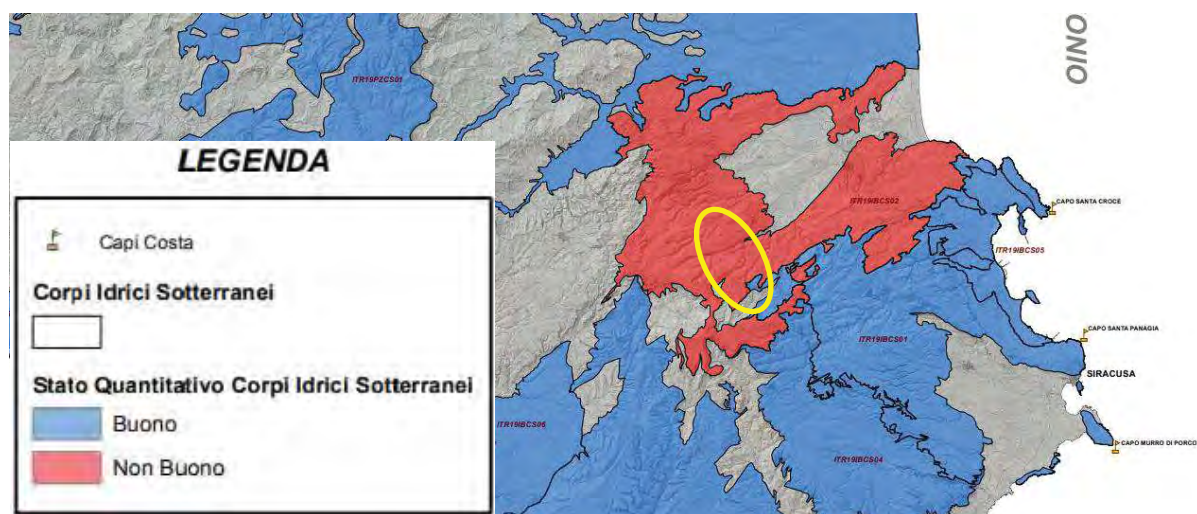 OINO
ITR19PZCS01
LEGENDA
Capi Costa
Corpi Idrici Sotterranei
Stato Quantitativo Corpi Idrici Sotterranei
Buono
Non Buono
ITR19IBCS02
CAPO SANTA CROCE
ITR19IBCS05
CAPO SANTA PANAGIA
ITR19IBCS01
SIRACUSA
ITR19IBCS06
CAPO MURRO DI PORCO
ITR19IBCS04